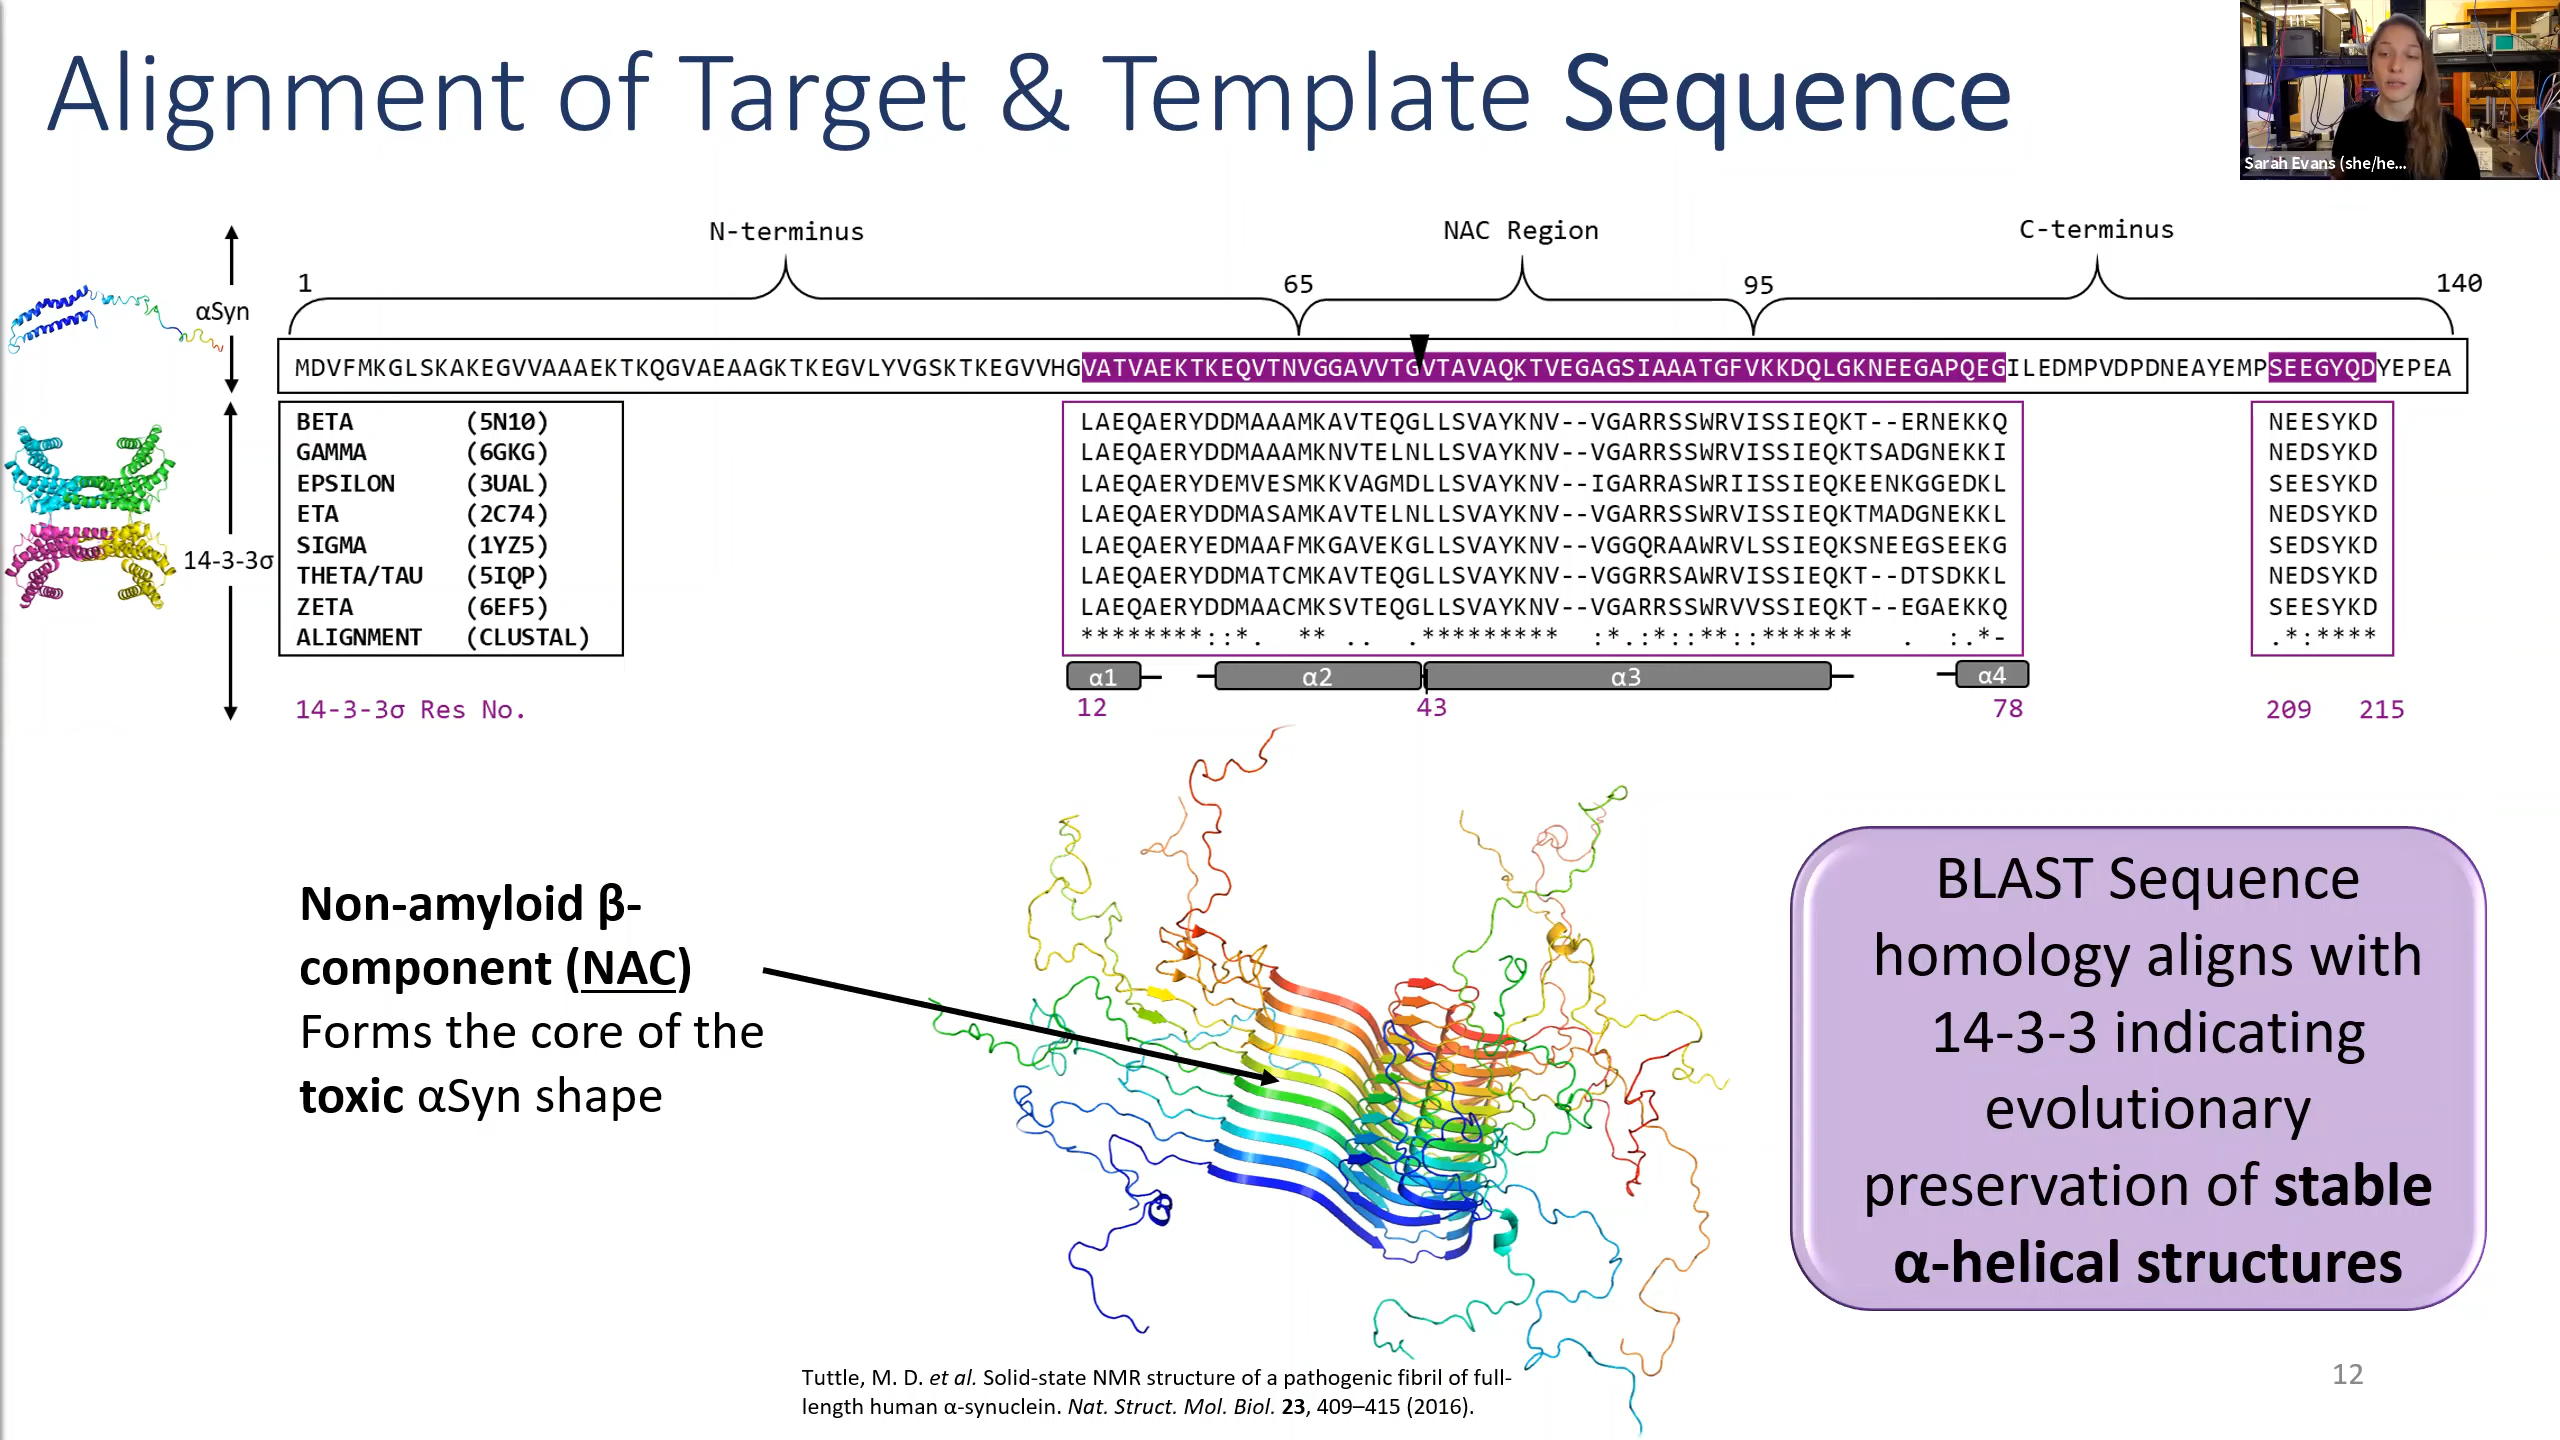 Alignment of Target & Template Sequence
Sarah Evans (she/he...
N-terminus
NAC Region
C-terminus
1
65
95
140
αSyn
MDVFMKGLSKAKEGVVAAAEKTKQGVAEAAGKTKEGVLYVGSKTKEGVVHGVATVAEKTKEQVTNVGGAVVTGVTAVAQKTVEGAGSIAAATGFVKKDQLGKNEEGAPQEGILEDMPVDPDNEAYEMPSEEGYQDYEPEA
14-3-3σ
BETA (5N10) LAEQAERYDDMAAAMKAVTEQGLLSVAYKNV--VGARRSSWRVISSIEQKT--ERNEKKQ NEESYKD
GAMMA (6GKG) LAEQAERYDDMAAAMKNVTELNLLSVAYKNV--VGARRSSWRVISSIEQKTSADGNEKKI NEDSYKD
EPSILON (3UAL) LAEQAERYDEMVESMKKVAGMDLLSVAYKNV--IGARRASWRIISSIEQKEENKGGEDKL SEESYKD
ETA (2C74) LAEQAERYDDMASAMKAVTELNLLSVAYKNV--VGARRSSWRVISSIEQKTMADGNEKKL NEDSYKD
SIGMA (1YZ5) LAEQAERYEDMAAFMKGAVEKGLLSVAYKNV--VGGQRAAWRVLSSIEQKSNEEGSEEKG SEDSYKD
THETA/TAU (5IQP) LAEQAERYDDMATCMKAVTEQGLLSVAYKNV--VGGRRSAWRVISSIEQKT--DTSDKKL NEDSYKD
ZETA (6EF5) LAEQAERYDDMAACMKSVTEQGLLSVAYKNV--VGARRSSWRVVSSIEQKT--EGAEKKQ SEESYKD
ALIGNMENT (CLUSTAL) ********::*.  ** ..  .*********  :*.:*::**::******   .  :.*- .*:****
α1 α2 α3 α4
14-3-3σ Res No. 12 43 78 209 215
Non-amyloid β-
component (NAC)
Forms the core of the
toxic αSyn shape
BLAST Sequence
homology aligns with
14-3-3 indicating
evolutionary
preservation of stable
α-helical structures
Tuttle, M. D. et al. Solid-state NMR structure of a pathogenic fibril of full-
length human α-synuclein. Nat. Struct. Mol. Biol. 23, 409–415 (2016).
12